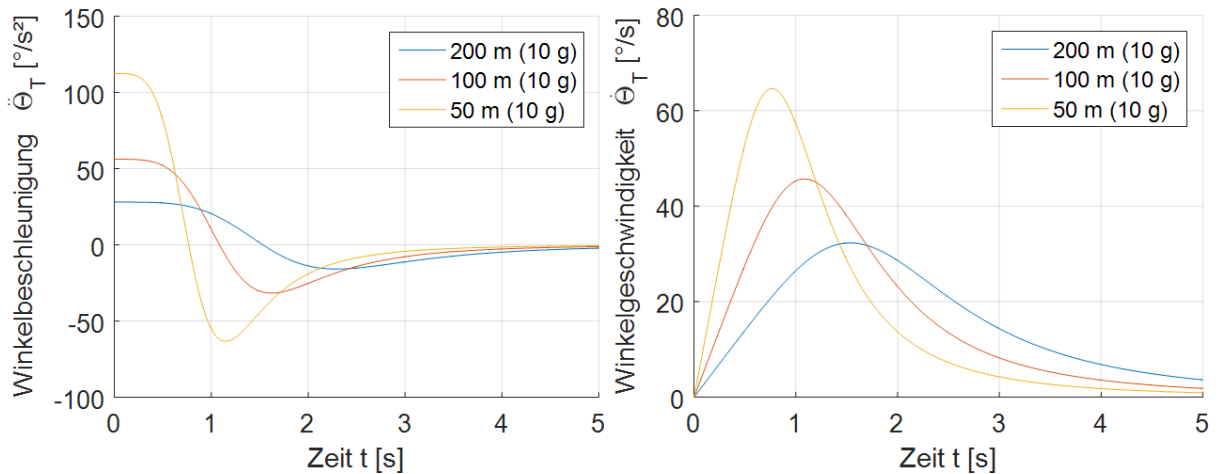 Winkelbeschleunigung Θ̈_T [°/s²]
150
100
50
0
-50
-100
200 m (10 g)
100 m (10 g)
50 m (10 g)
0 1 2 3 4 5
Zeit t [s]
Winkelgeschwindigkeit Θ̇_T [°/s]
80
60
40
20
0
200 m (10 g)
100 m (10 g)
50 m (10 g)
0 1 2 3 4 5
Zeit t [s]